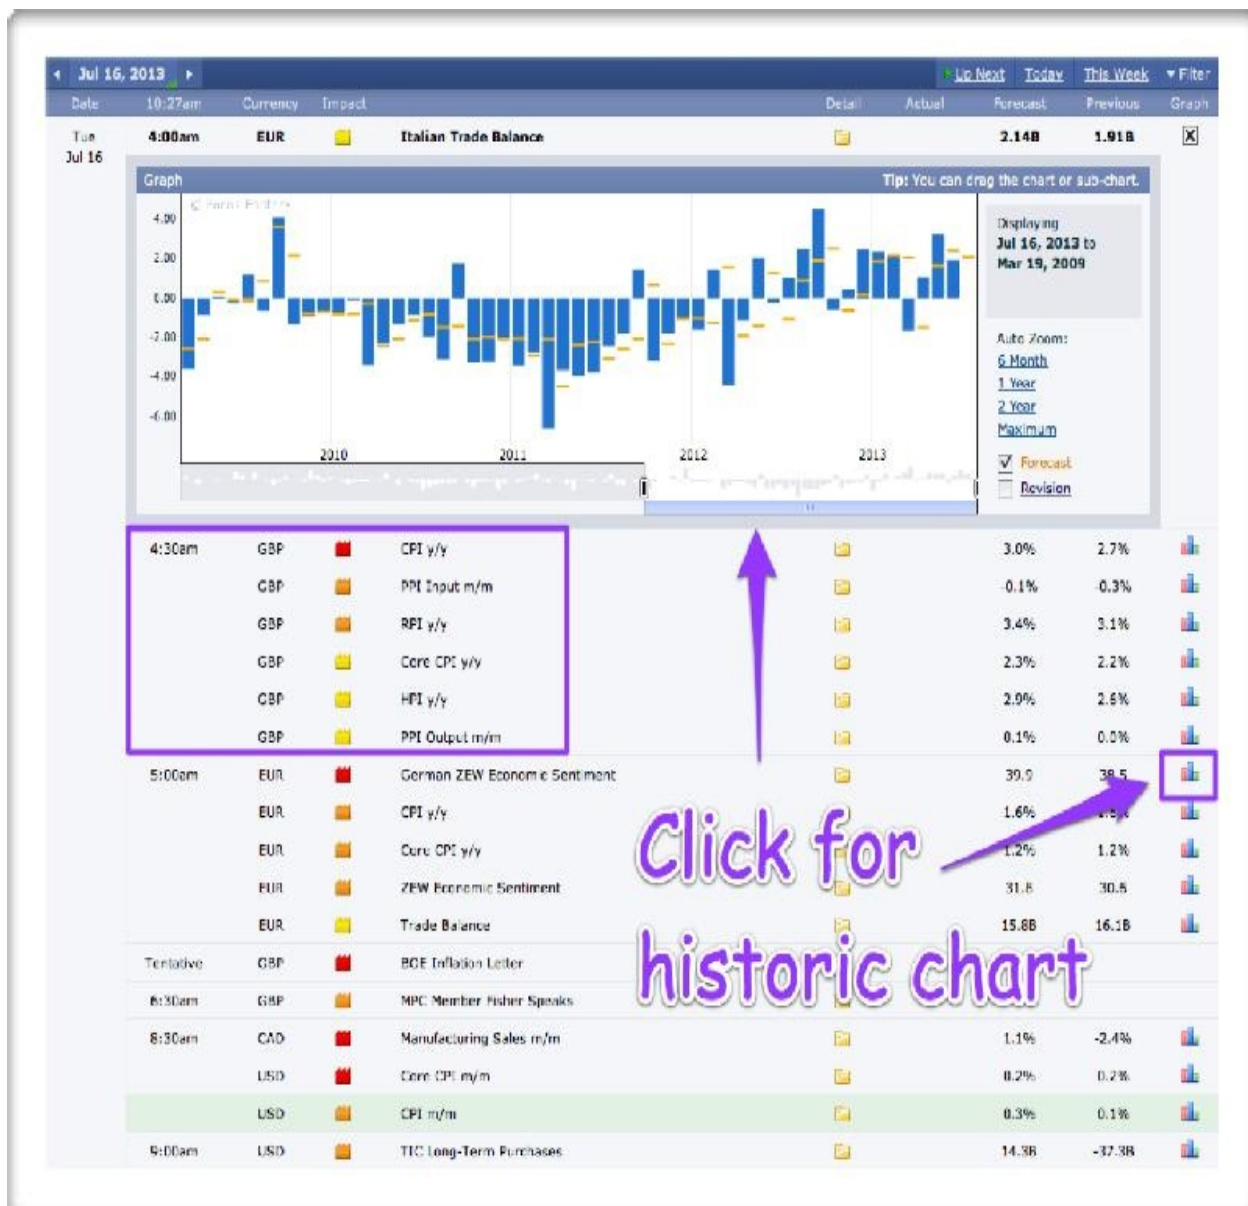 Jul 16, 2013 Up Next Today This Week Filter
Date 10:27am Currency Impact Detail Actual Forecast Previous Graph
Tue 4:00am EUR Italian Trade Balance 2.14B 1.91B X
Jul 16
Graph Tip: You can drag the chart or sub-chart.
4.00
2.00
0.00
-2.00
-4.00
-6.00
2010 2011 2012 2013
Displaying
Jul 16, 2013 to
Mar 19, 2009
Auto Zoom:
6 Month
1 Year
2 Year
Maximum
Forecast
Revision
4:30am GBP CPI y/y 3.0% 2.7%
GBP PPI Input m/m -0.1% -0.3%
GBP RPI y/y 3.4% 3.1%
GBP Core CPI y/y 2.3% 2.2%
GBP HPI y/y 2.9% 2.6%
GBP PPI Output m/m 0.1% 0.0%
5:00am EUR German ZEW Economic Sentiment 39.9 38.5
EUR CPI y/y 1.6%
EUR Core CPI y/y 1.2% 1.2%
EUR ZEW Economic Sentiment 31.8 30.6
EUR Trade Balance 15.8B 16.1B
Tentative GBP BOE Inflation Letter
6:30am GBP MPC Member Fisher Speaks
8:30am CAD Manufacturing Sales m/m 1.1% -2.4%
USD Core CPI m/m 0.2% 0.2%
USD CPI m/m 0.3% 0.1%
9:00am USD TIC Long-Term Purchases 14.3B -37.3B
Click for
historic chart